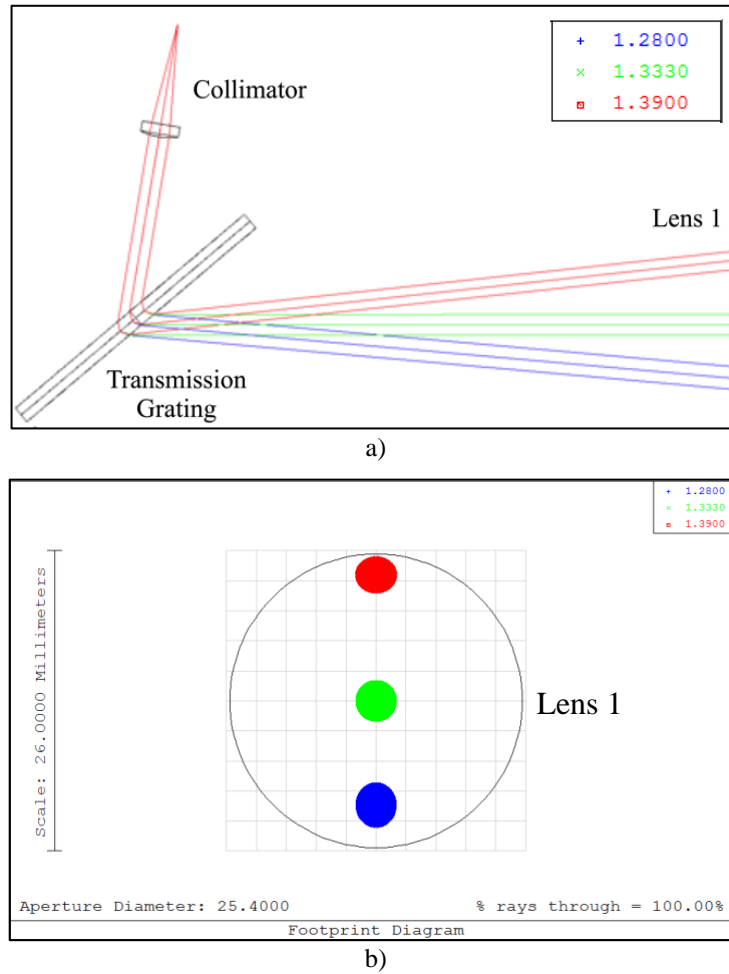 1.2800
1.3330
1.3900
Collimator
Lens 1
Transmission
Grating
a)
1.2800
1.3330
1.3900
Scale: 26.0000 Millimeters
Lens 1
Aperture Diameter: 25.4000
% rays through = 100.00%
Footprint Diagram
b)